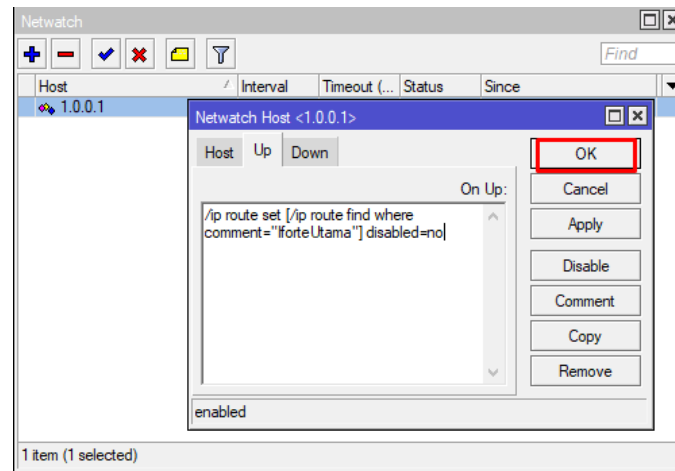 Netwatch
Find
Host Interval Timeout (... Status Since
1.0.0.1
Netwatch Host <1.0.0.1>
Host Up Down
On Up:
/ip route set [/ip route find where
comment="IforteUtama"] disabled=no
OK
Cancel
Apply
Disable
Comment
Copy
Remove
enabled
1 item (1 selected)